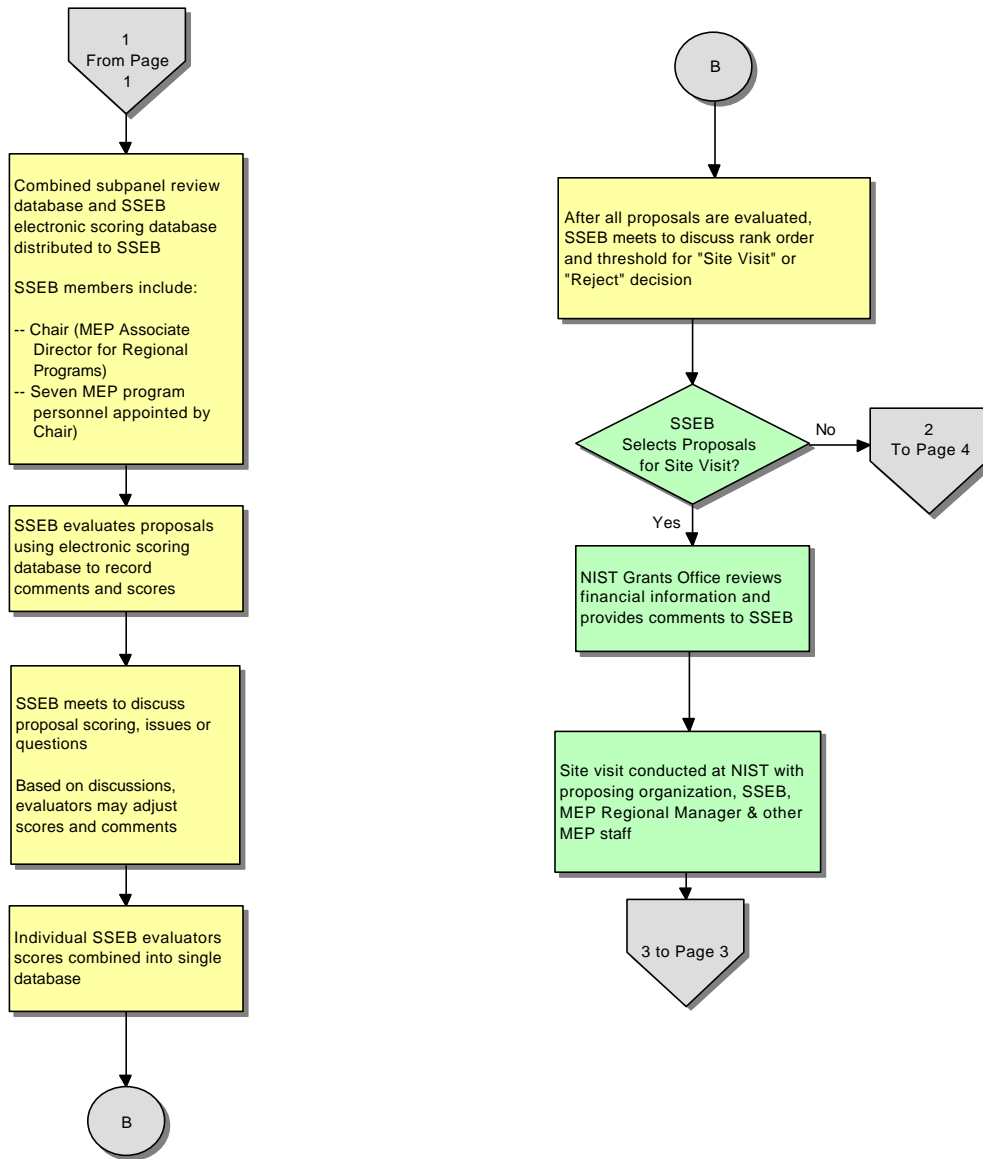 1
From Page
1
Combined subpanel review
database and SSEB
electronic scoring database
distributed to SSEB
SSEB members include:
-- Chair (MEP Associate
Director for Regional
Programs)
-- Seven MEP program
personnel appointed by
Chair)
SSEB evaluates proposals
using electronic scoring
database to record
comments and scores
SSEB meets to discuss
proposal scoring, issues or
questions
Based on discussions,
evaluators may adjust
scores and comments
Individual SSEB evaluators
scores combined into single
database
B
B
After all proposals are evaluated,
SSEB meets to discuss rank order
and threshold for "Site Visit" or
"Reject" decision
SSEB
Selects Proposals
for Site Visit?
No
2
To Page 4
Yes
NIST Grants Office reviews
financial information and
provides comments to SSEB
Site visit conducted at NIST with
proposing organization, SSEB,
MEP Regional Manager & other
MEP staff
3 to Page 3